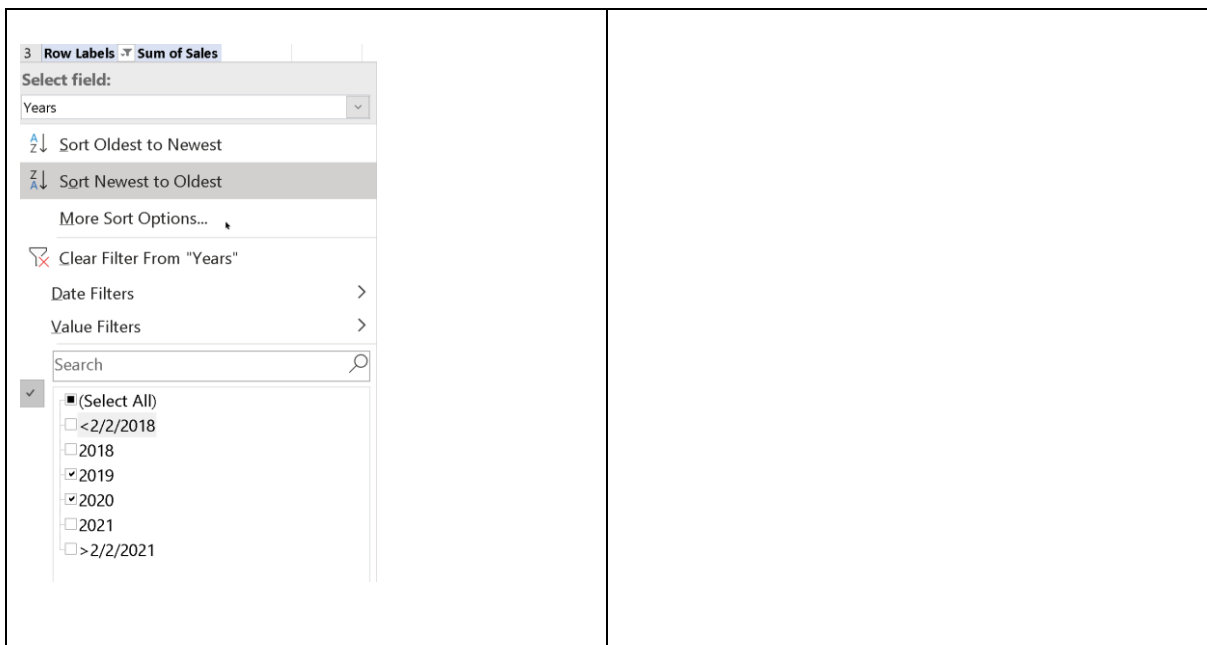 3 Row Labels Sum of Sales
Select field:
Years
Sort Oldest to Newest
Sort Newest to Oldest
More Sort Options...
Clear Filter From "Years"
Date Filters
Value Filters
Search
(Select All)
<2/2/2018
2018
2019
2020
2021
>2/2/2021